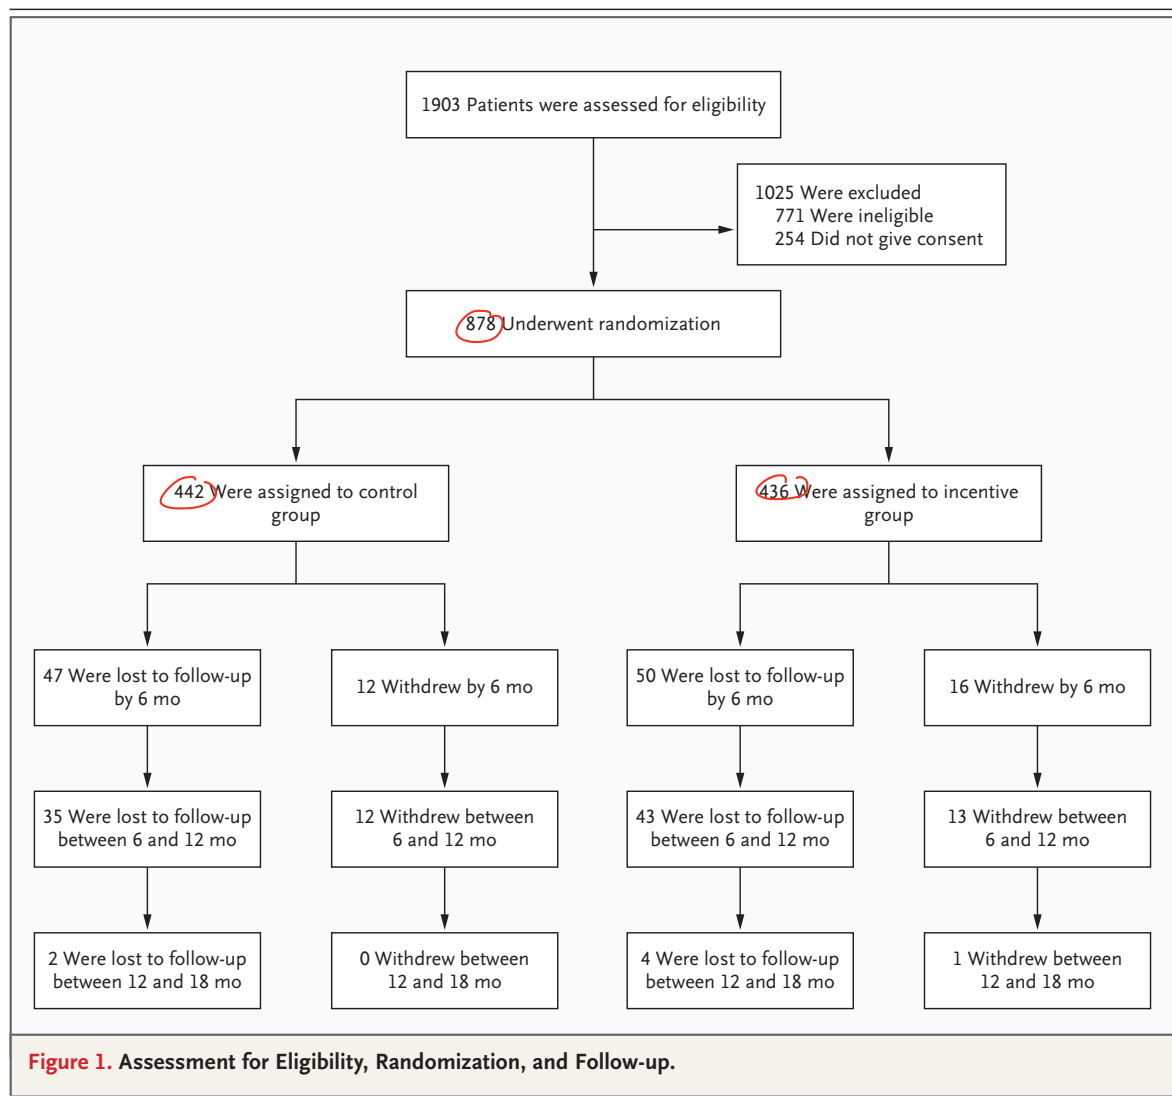 1903 Patients were assessed for eligibility
1025 Were excluded
771 Were ineligible
254 Did not give consent
878 Underwent randomization
442 Were assigned to control
group
436 Were assigned to incentive
group
47 Were lost to follow-up
by 6 mo
12 Withdrew by 6 mo
50 Were lost to follow-up
by 6 mo
16 Withdrew by 6 mo
35 Were lost to follow-up
between 6 and 12 mo
12 Withdrew between
6 and 12 mo
43 Were lost to follow-up
between 6 and 12 mo
13 Withdrew between
6 and 12 mo
2 Were lost to follow-up
between 12 and 18 mo
0 Withdrew between
12 and 18 mo
4 Were lost to follow-up
between 12 and 18 mo
1 Withdrew between
12 and 18 mo
Figure 1. Assessment for Eligibility, Randomization, and Follow-up.